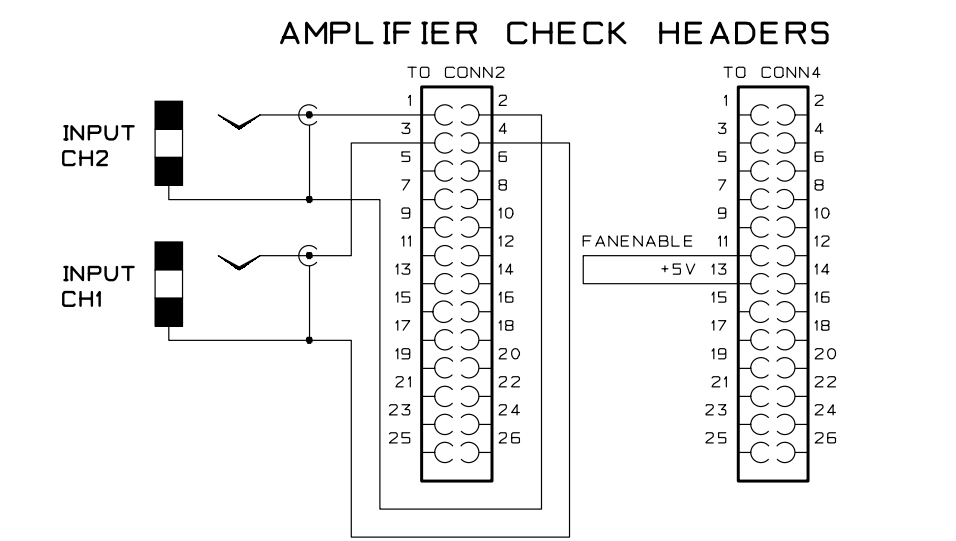 AMPLIFIER CHECK HEADERS
TO CONN2
TO CONN4
INPUT
CH2
INPUT
CH1
1 2
3 4
5 6
7 8
9 10
11 12
13 14
15 16
17 18
19 20
21 22
23 24
25 26
FANENABLE
+5V
1 2
3 4
5 6
7 8
9 10
11 12
13 14
15 16
17 18
19 20
21 22
23 24
25 26